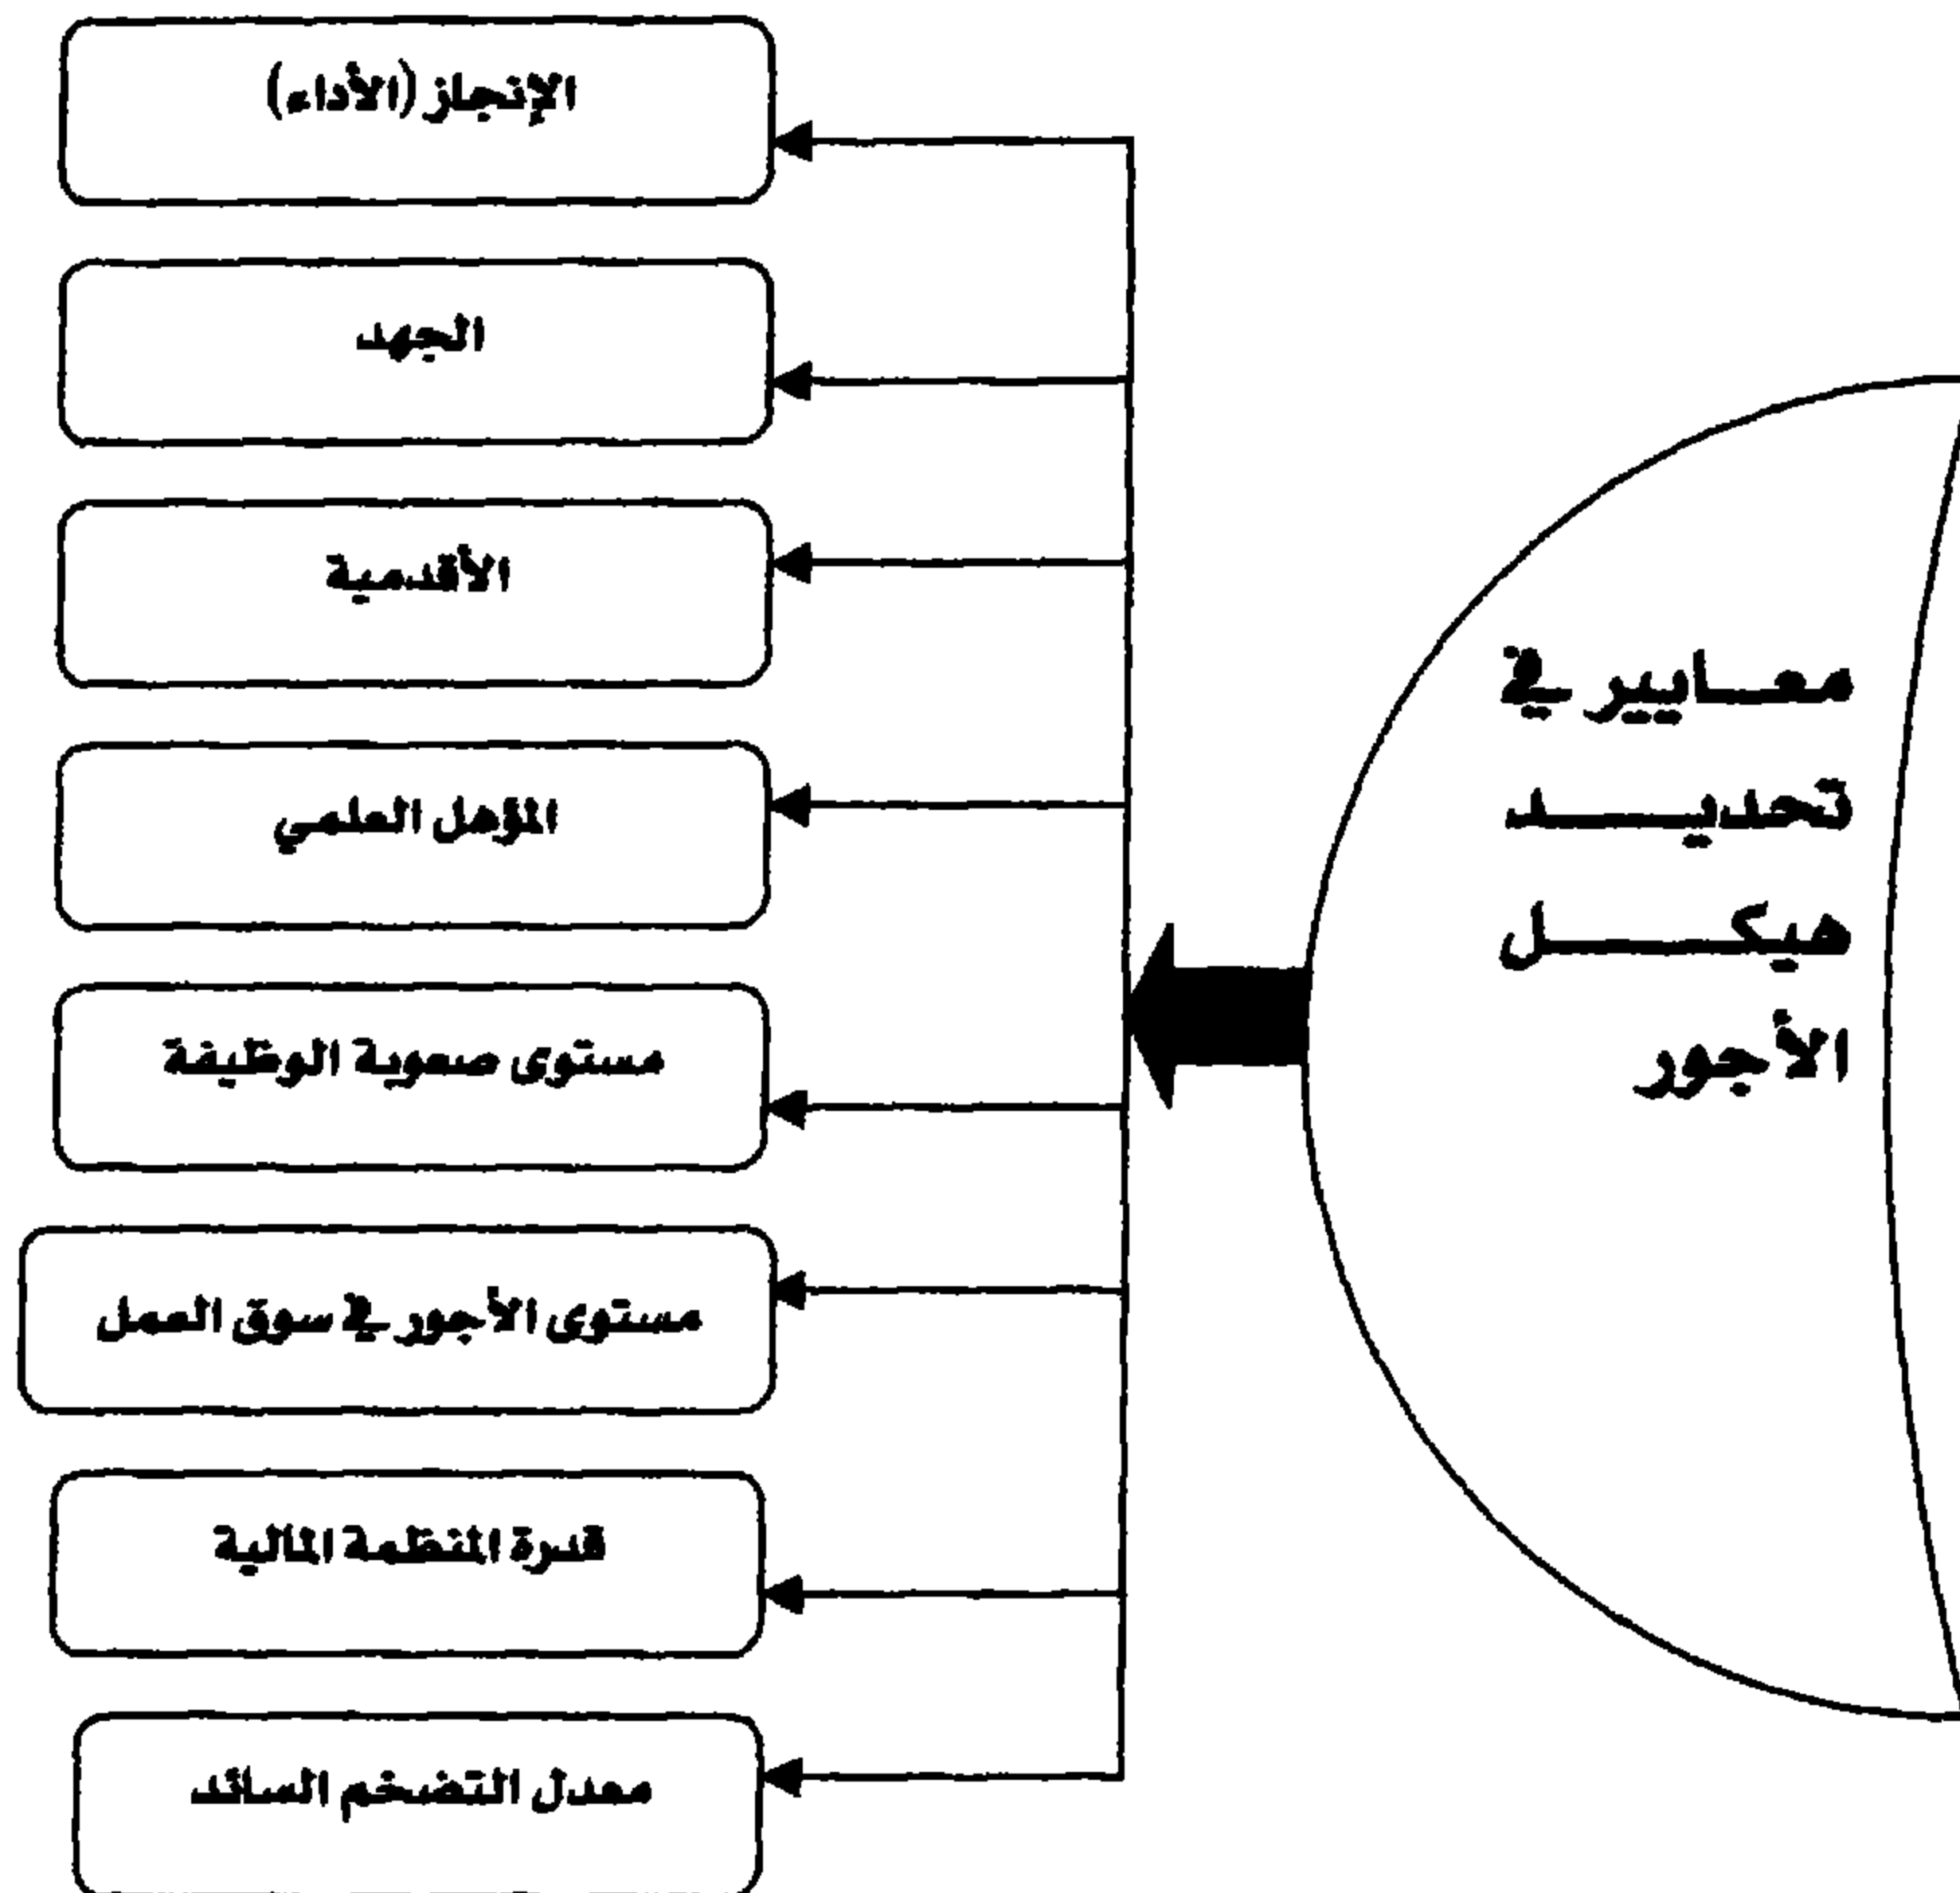 معايير في
تحديد
هيكل
الأجور
الإنجاز (الأداء)
الجهد
الأقدمية
المؤهل العلمي
مستوى صعوبة الوظيفة
مستوى الأجور في سوق العمل
قدرة المنظمة المالية
معدل التضخم السائد